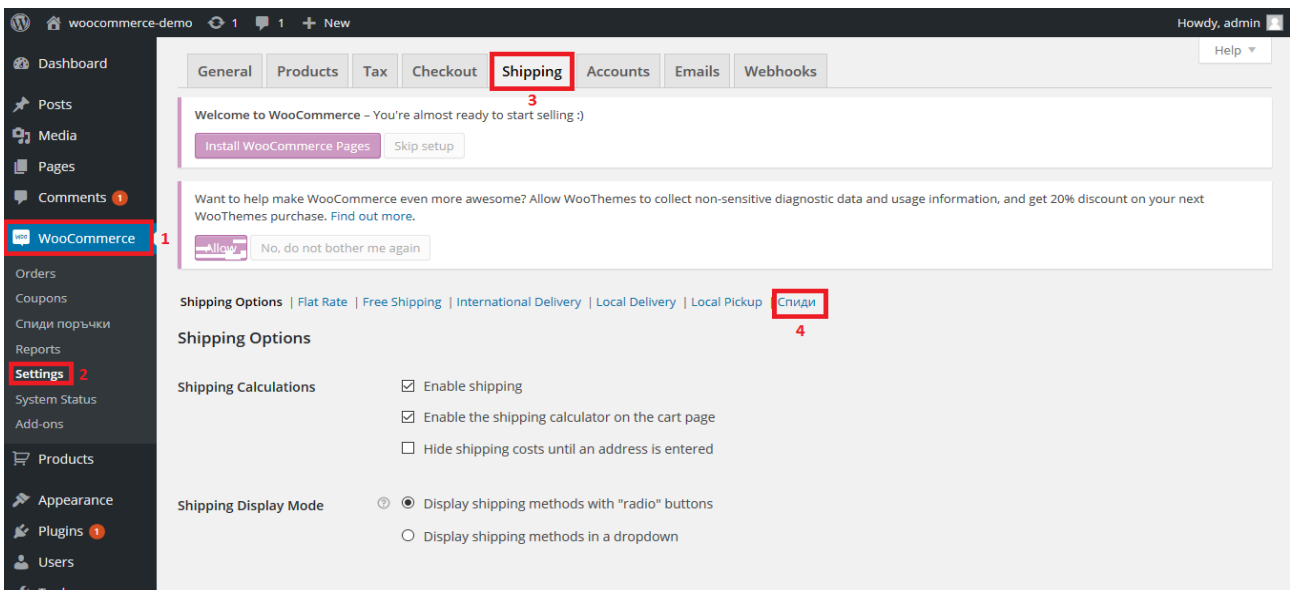 woocommerce-demo 1 1 + New Howdy, admin
Help
Dashboard
Posts
Media
Pages
Comments 1
WooCommerce 1
Orders
Coupons
Спиди поръчки
Reports
Settings 2
System Status
Add-ons
Products
Appearance
Plugins 1
Users
General Products Tax Checkout Shipping Accounts Emails Webhooks
3
Welcome to WooCommerce – You're almost ready to start selling :)
Install WooCommerce Pages Skip setup
Want to help make WooCommerce even more awesome? Allow WooThemes to collect non-sensitive diagnostic data and usage information, and get 20% discount on your next
WooThemes purchase. Find out more.
Allow No, do not bother me again
Shipping Options | Flat Rate | Free Shipping | International Delivery | Local Delivery | Local Pickup | Спиди
4
Shipping Options
Shipping Calculations
Enable shipping
Enable the shipping calculator on the cart page
Hide shipping costs until an address is entered
Shipping Display Mode
Display shipping methods with "radio" buttons
Display shipping methods in a dropdown